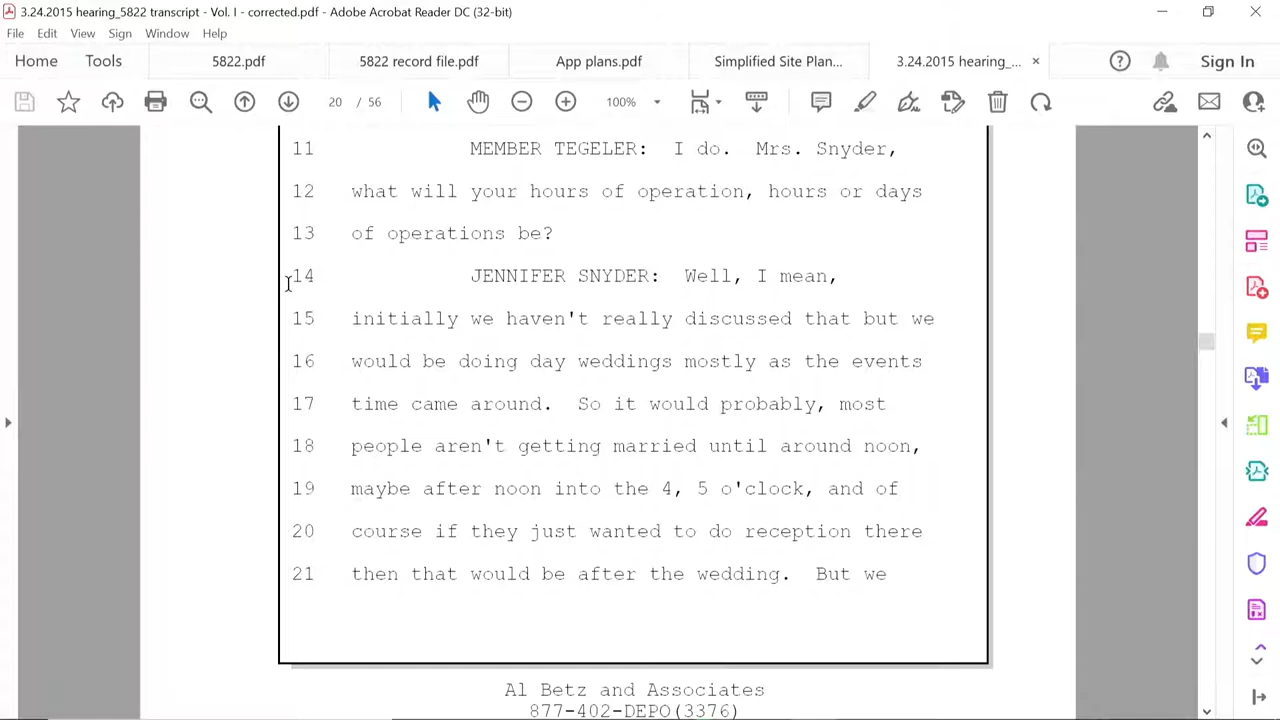 3.24.2015 hearing_5822 transcript - Vol. I - corrected.pdf - Adobe Acrobat Reader DC (32-bit)
File Edit View Sign Window Help
Home Tools 5822.pdf 5822 record file.pdf App plans.pdf Simplified Site Plan... 3.24.2015 hearing_... × Sign In
20 / 56 100%
11 MEMBER TEGELER: I do. Mrs. Snyder,
12 what will your hours of operation, hours or days
13 of operations be?
14 JENNIFER SNYDER: Well, I mean,
15 initially we haven't really discussed that but we
16 would be doing day weddings mostly as the events
17 time came around. So it would probably, most
18 people aren't getting married until around noon,
19 maybe after noon into the 4, 5 o'clock, and of
20 course if they just wanted to do reception there
21 then that would be after the wedding. But we
Al Betz and Associates
877-402-DEPO(3376)